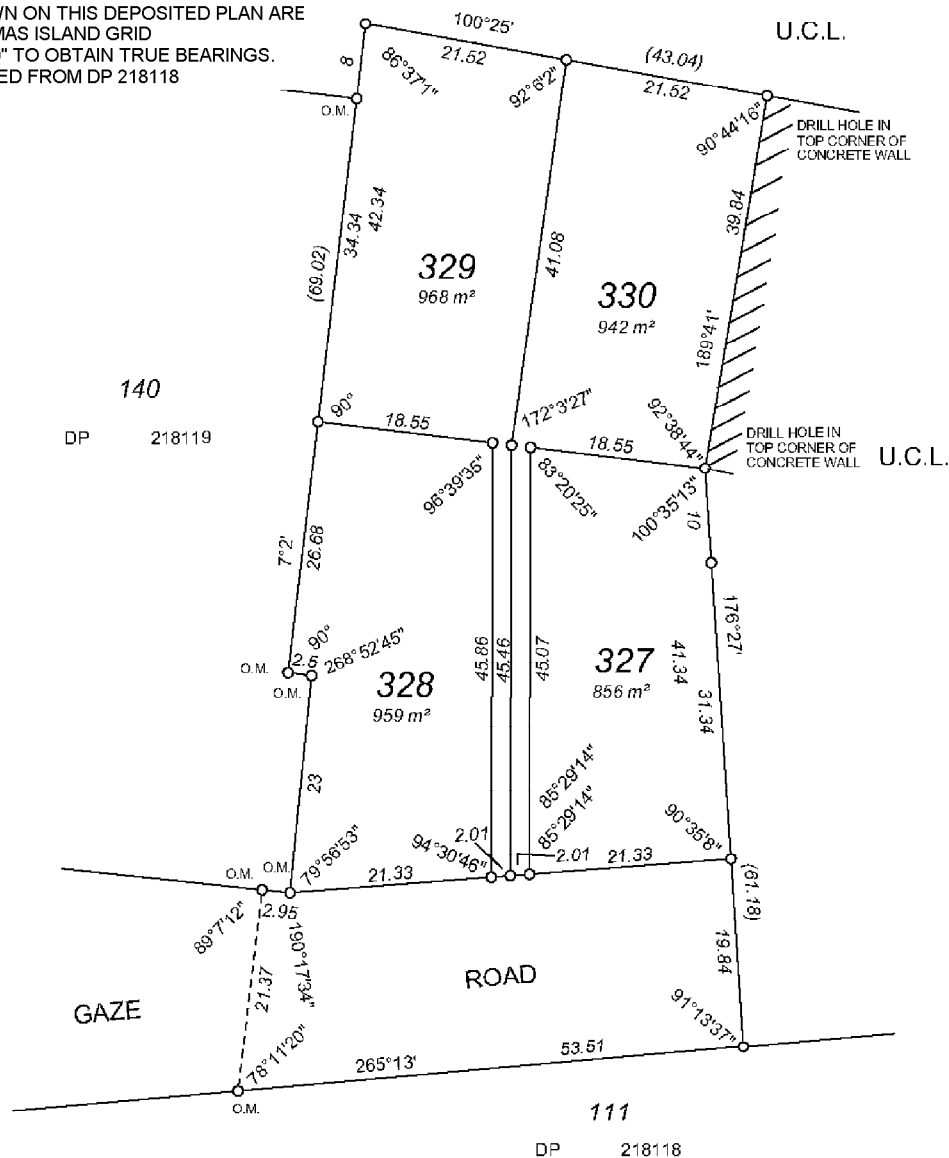 WN ON THIS DEPOSITED PLAN ARE
MAS ISLAND GRID
" TO OBTAIN TRUE BEARINGS.
ED FROM DP 218118
100°25'
U.C.L.
8
86°37'1"
21.52
92°6'2"
(43.04)
21.52
O.M.
90°44'16"
DRILL HOLE IN
TOP CORNER OF
CONCRETE WALL
34.34
42.34
(69.02)
41.08
39.84
329
968 m²
330
942 m²
189°41'
140
DP 218119
90°
18.55
172°3'27"
18.55
92°38'44"
DRILL HOLE IN
TOP CORNER OF
CONCRETE WALL
U.C.L.
96°39'35"
83°20'25"
100°35'13"
10
7°2'
26.68
176°27'
O.M.
2.5
90°
268°52'45"
O.M.
328
959 m²
45.86
45.46
45.07
327
856 m²
41.34
31.34
23
85°29'14"
85°29'14"
90°35'8"
2.01
94°30'46"
2.01
21.33
79°56'53"
21.33
O.M.
O.M.
2.95
89°7'12"
190°17'34"
(61.18)
19.84
21.37
ROAD
GAZE
91°13'37"
78°11'20"
265°13'
53.51
O.M.
111
DP 218118